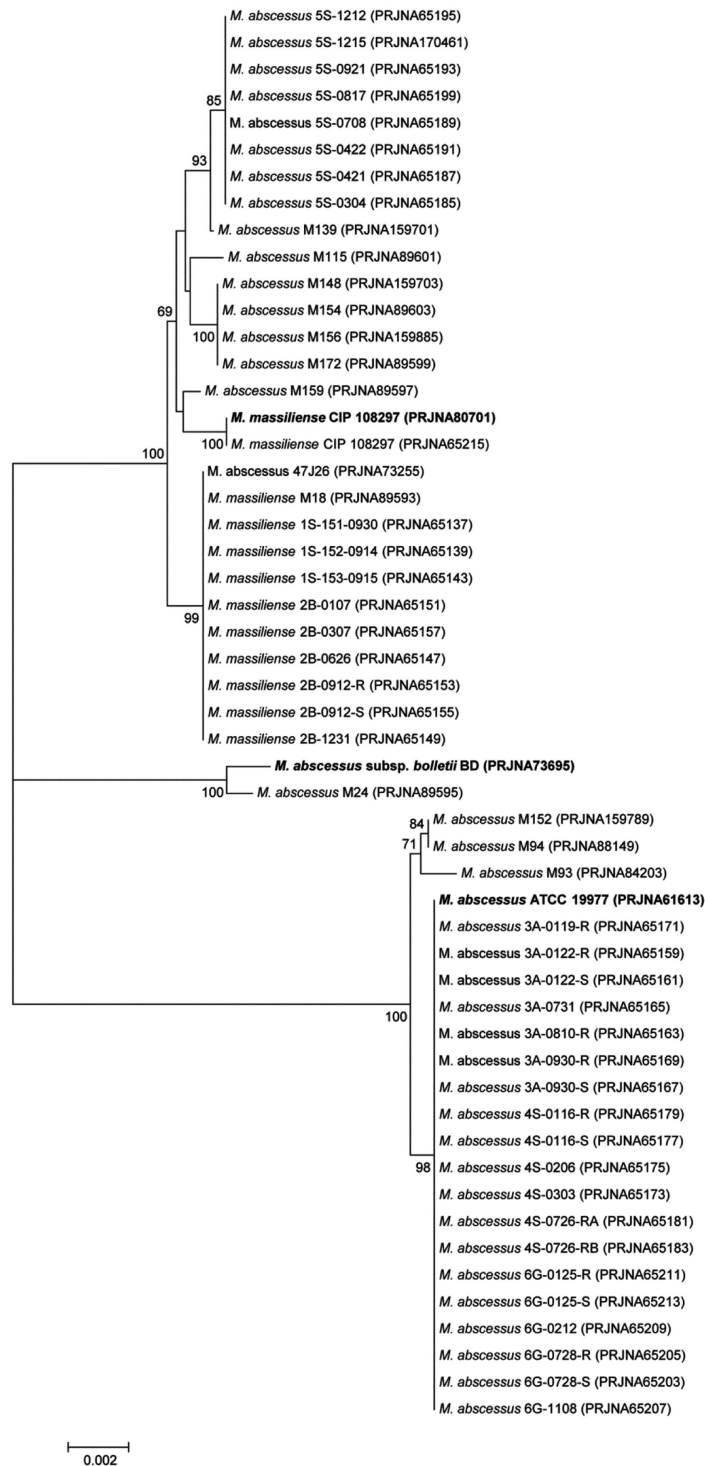 M. abscessus 5S-1212 (PRJNA65195)
M. abscessus 5S-1215 (PRJNA170461)
M. abscessus 5S-0921 (PRJNA65193)
85
M. abscessus 5S-0817 (PRJNA65199)
M. abscessus 5S-0708 (PRJNA65189)
M. abscessus 5S-0422 (PRJNA65191)
93
M. abscessus 5S-0421 (PRJNA65187)
M. abscessus 5S-0304 (PRJNA65185)
M. abscessus M139 (PRJNA159701)
M. abscessus M115 (PRJNA89601)
M. abscessus M148 (PRJNA159703)
69
M. abscessus M154 (PRJNA89603)
100
M. abscessus M156 (PRJNA159885)
M. abscessus M172 (PRJNA89599)
M. abscessus M159 (PRJNA89597)
M. massiliense CIP 108297 (PRJNA80701)
100
M. massiliense CIP 108297 (PRJNA65215)
100
M. abscessus 47J26 (PRJNA73255)
M. massiliense M18 (PRJNA89593)
M. massiliense 1S-151-0930 (PRJNA65137)
M. massiliense 1S-152-0914 (PRJNA65139)
M. massiliense 1S-153-0915 (PRJNA65143)
M. massiliense 2B-0107 (PRJNA65151)
99
M. massiliense 2B-0307 (PRJNA65157)
M. massiliense 2B-0626 (PRJNA65147)
M. massiliense 2B-0912-R (PRJNA65153)
M. massiliense 2B-0912-S (PRJNA65155)
M. massiliense 2B-1231 (PRJNA65149)
M. abscessus subsp. bolletii BD (PRJNA73695)
100
M. abscessus M24 (PRJNA89595)
84
M. abscessus M152 (PRJNA159789)
71
M. abscessus M94 (PRJNA88149)
M. abscessus M93 (PRJNA84203)
M. abscessus ATCC 19977 (PRJNA61613)
M. abscessus 3A-0119-R (PRJNA65171)
M. abscessus 3A-0122-R (PRJNA65159)
M. abscessus 3A-0122-S (PRJNA65161)
100
M. abscessus 3A-0731 (PRJNA65165)
M. abscessus 3A-0810-R (PRJNA65163)
M. abscessus 3A-0930-R (PRJNA65169)
M. abscessus 3A-0930-S (PRJNA65167)
M. abscessus 4S-0116-R (PRJNA65179)
M. abscessus 4S-0116-S (PRJNA65177)
98
M. abscessus 4S-0206 (PRJNA65175)
M. abscessus 4S-0303 (PRJNA65173)
M. abscessus 4S-0726-RA (PRJNA65181)
M. abscessus 4S-0726-RB (PRJNA65183)
M. abscessus 6G-0125-R (PRJNA65211)
M. abscessus 6G-0125-S (PRJNA65213)
M. abscessus 6G-0212 (PRJNA65209)
M. abscessus 6G-0728-R (PRJNA65205)
M. abscessus 6G-0728-S (PRJNA65203)
M. abscessus 6G-1108 (PRJNA65207)
0.002